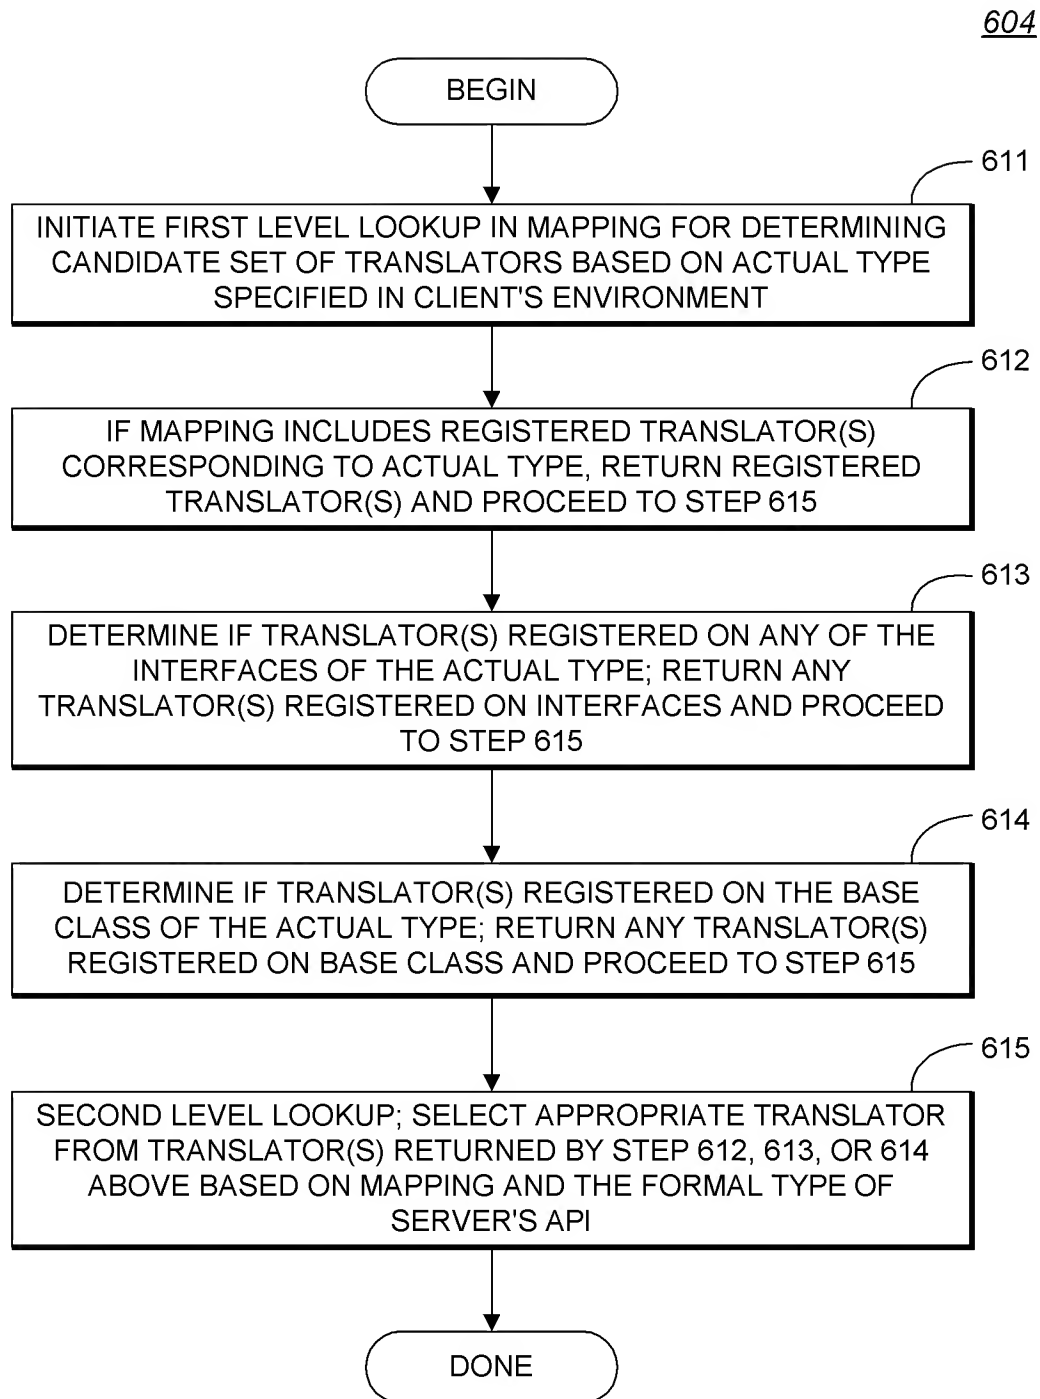 604
BEGIN
611
INITIATE FIRST LEVEL LOOKUP IN MAPPING FOR DETERMINING
CANDIDATE SET OF TRANSLATORS BASED ON ACTUAL TYPE
SPECIFIED IN CLIENT'S ENVIRONMENT
612
IF MAPPING INCLUDES REGISTERED TRANSLATOR(S)
CORRESPONDING TO ACTUAL TYPE, RETURN REGISTERED
TRANSLATOR(S) AND PROCEED TO STEP 615
613
DETERMINE IF TRANSLATOR(S) REGISTERED ON ANY OF THE
INTERFACES OF THE ACTUAL TYPE; RETURN ANY
TRANSLATOR(S) REGISTERED ON INTERFACES AND PROCEED
TO STEP 615
614
DETERMINE IF TRANSLATOR(S) REGISTERED ON THE BASE
CLASS OF THE ACTUAL TYPE; RETURN ANY TRANSLATOR(S)
REGISTERED ON BASE CLASS AND PROCEED TO STEP 615
615
SECOND LEVEL LOOKUP; SELECT APPROPRIATE TRANSLATOR
FROM TRANSLATOR(S) RETURNED BY STEP 612, 613, OR 614
ABOVE BASED ON MAPPING AND THE FORMAL TYPE OF
SERVER'S API
DONE